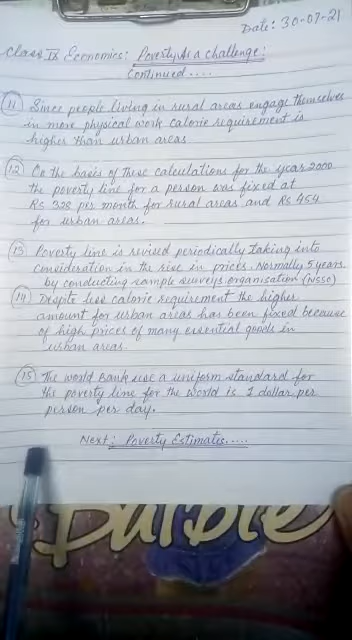 Date: 30-07-21
Class IX Economics: Poverty As a challenge:
Continued....
11 Since people living in rural areas engage themselves
in more physical work calorie requirement is
higher than urban areas
12 On the basis of these calculations for the year 2000
the poverty line for a person was fixed at
Rs 328 per month for rural areas and Rs 454
for urban areas.
13 Poverty line is revised periodically taking into
consideration in the rise in prices. Normally 5 years
by conducting sample surveys organisation (NSSO)
14 Despite less calorie requirement the higher
amount for urban areas has been fixed because
of high prices of many essential goods in
urban areas.
15 The World Bank use a uniform standard for
the poverty line for the world is 1 dollar per
person per day.
Next: Poverty Estimates....
Barbie